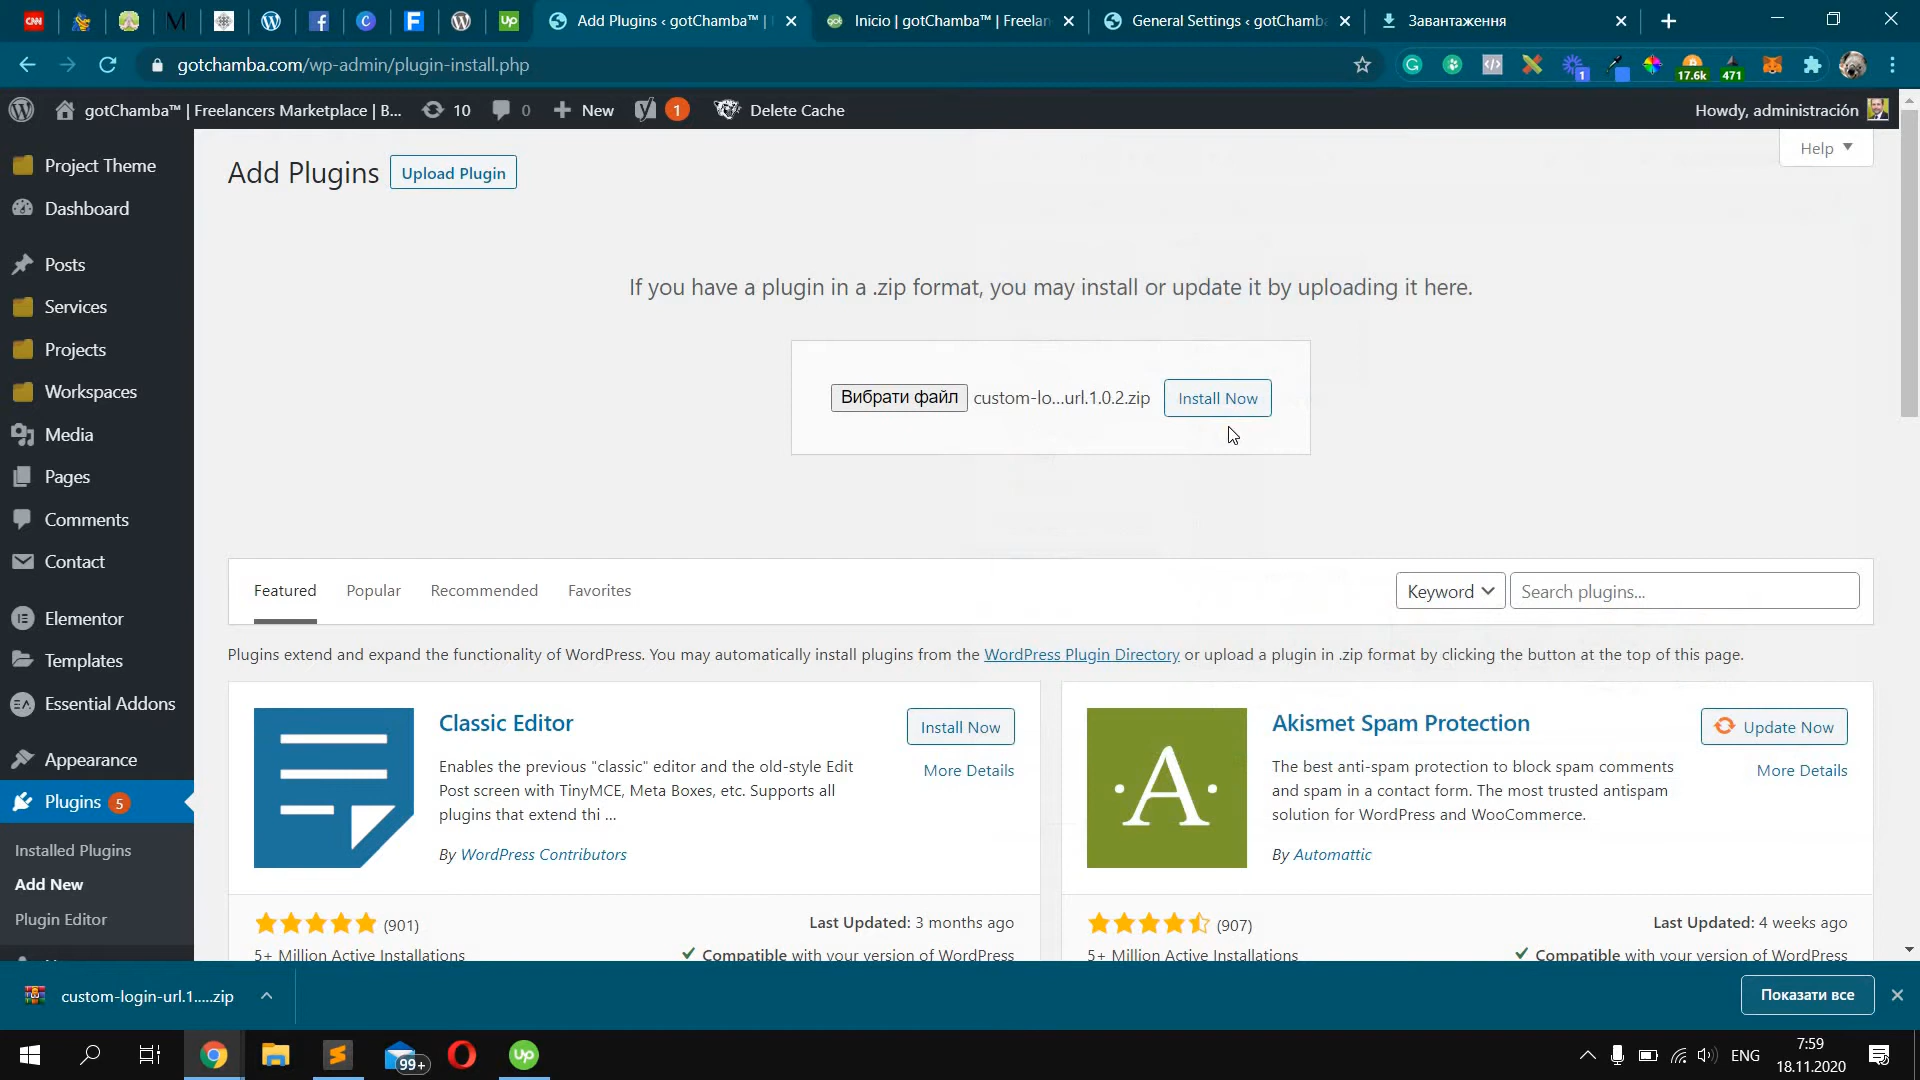 CNN
Add Plugins ‹ gotChamba™ |
Inicio | gotChamba™ | Freelan
General Settings ‹ gotChamba
Завантаження
gotchamba.com/wp-admin/plugin-install.php
1
17.6k
471
gotChamba™ | Freelancers Marketplace | B...
10
0
New
1
Delete Cache
Howdy, administración
Project Theme
Dashboard
Posts
Services
Projects
Workspaces
Media
Pages
Comments
Contact
Elementor
Templates
Essential Addons
Appearance
Plugins 5
Installed Plugins
Add New
Plugin Editor
Help
Add Plugins
Upload Plugin
If you have a plugin in a .zip format, you may install or update it by uploading it here.
Вибрати файл custom-lo...url.1.0.2.zip Install Now
Featured Popular Recommended Favorites
Keyword
Search plugins...
Plugins extend and expand the functionality of WordPress. You may automatically install plugins from the WordPress Plugin Directory or upload a plugin in .zip format by clicking the button at the top of this page.
Classic Editor
Install Now
More Details
Enables the previous "classic" editor and the old-style Edit
Post screen with TinyMCE, Meta Boxes, etc. Supports all
plugins that extend thi ...
By WordPress Contributors
(901)
Last Updated: 3 months ago
5+ Million Active Installations
Compatible with your version of WordPress
A
Akismet Spam Protection
Update Now
More Details
The best anti-spam protection to block spam comments
and spam in a contact form. The most trusted antispam
solution for WordPress and WooCommerce.
By Automattic
(907)
Last Updated: 4 weeks ago
5+ Million Active Installations
Compatible with your version of WordPress
custom-login-url.1.....zip
Показати все
99+
up
ENG
7:59
18.11.2020